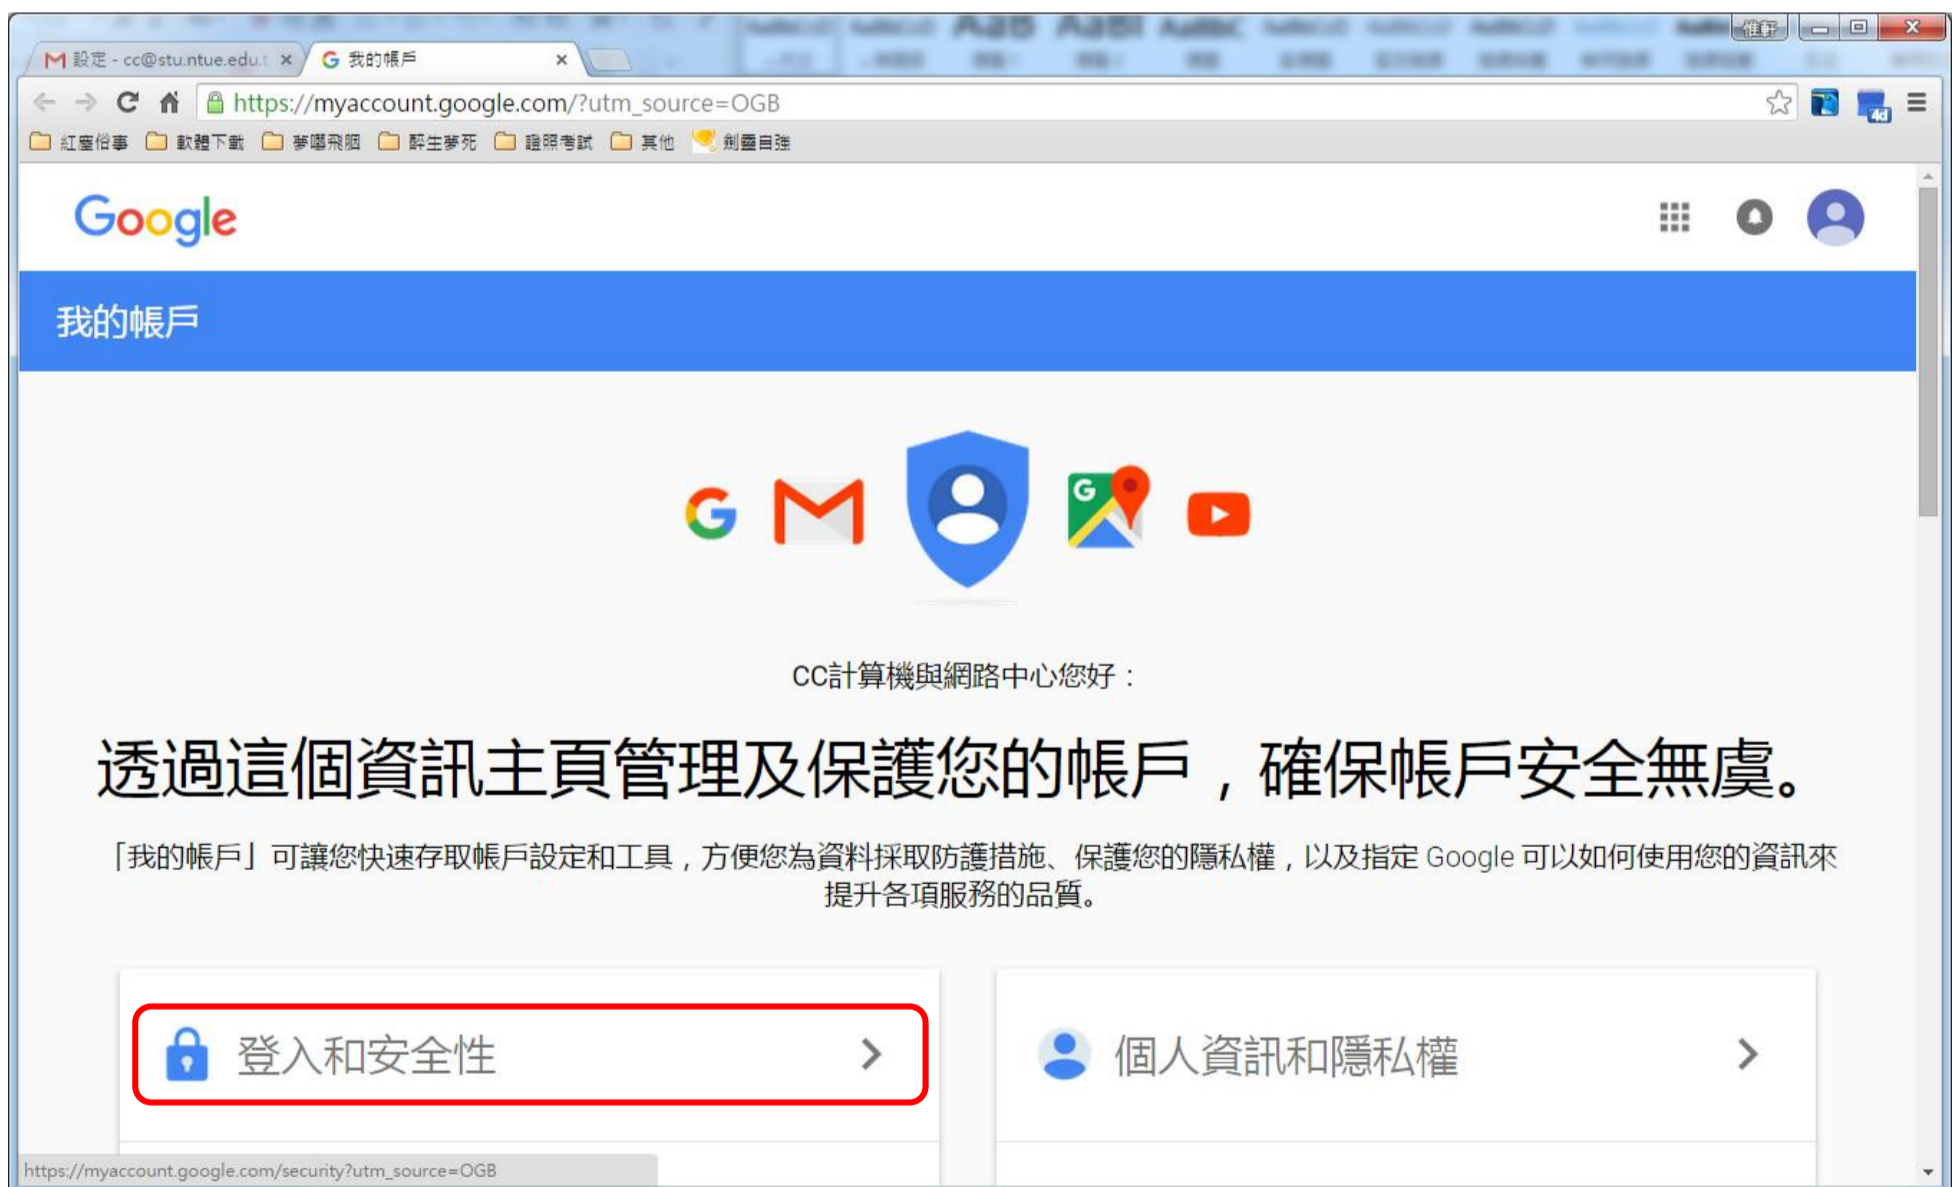 惟軒
設定 - cc@stu.ntue.edu.t
我的帳戶
https://myaccount.google.com/?utm_source=OGB
4d
紅塵俗事 軟體下載 夢囈飛胭 醉生夢死 證照考試 其他 劍靈自強
Google
我的帳戶
CC計算機與網路中心您好：
透過這個資訊主頁管理及保護您的帳戶，確保帳戶安全無虞。
「我的帳戶」可讓您快速存取帳戶設定和工具，方便您為資料採取防護措施、保護您的隱私權，以及指定 Google 可以如何使用您的資訊來
提升各項服務的品質。
登入和安全性
個人資訊和隱私權
https://myaccount.google.com/security?utm_source=OGB